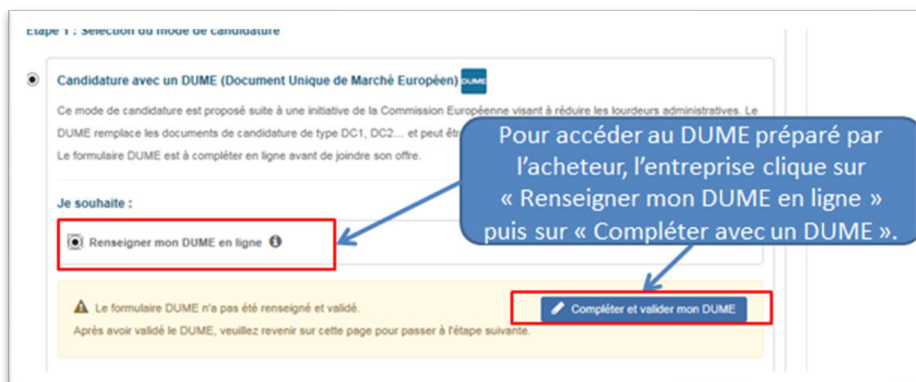 Etape 1 : Sélection du mode de candidature
Candidature avec un DUME (Document Unique de Marché Européen) DUME
Ce mode de candidature est proposé suite à une initiative de la Commission Européenne visant à réduire les lourdeurs administratives. Le
DUME remplace les documents de candidature de type DC1, DC2... et peut
Le formulaire DUME est à compléter en ligne avant de joindre son offre.
Pour accéder au DUME préparé par
l'acheteur, l'entreprise clique sur
« Renseigner mon DUME en ligne »
puis sur « Compléter avec un DUME ».
Je souhaite :
Renseigner mon DUME en ligne
Le formulaire DUME n'a pas été renseigné et validé.
Compléter et valider mon DUME
Après avoir validé le DUME, veuillez revenir sur cette page pour passer à l'étape suivante.